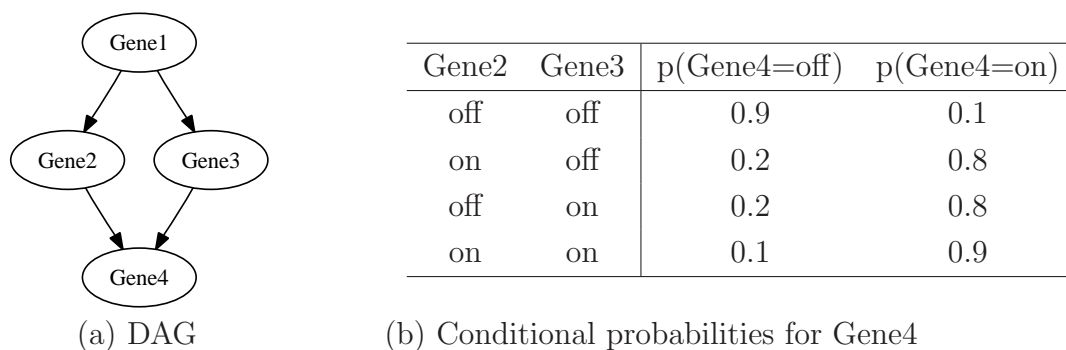 Gene1
Gene2 Gene3
Gene4
(a) DAG
Gene2 Gene3 p(Gene4=off) p(Gene4=on)
off off 0.9 0.1
on off 0.2 0.8
off on 0.2 0.8
on on 0.1 0.9
(b) Conditional probabilities for Gene4